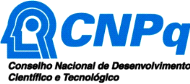 CNPq
Conselho Nacional de Desenvolvimento
Científico e Tecnológico